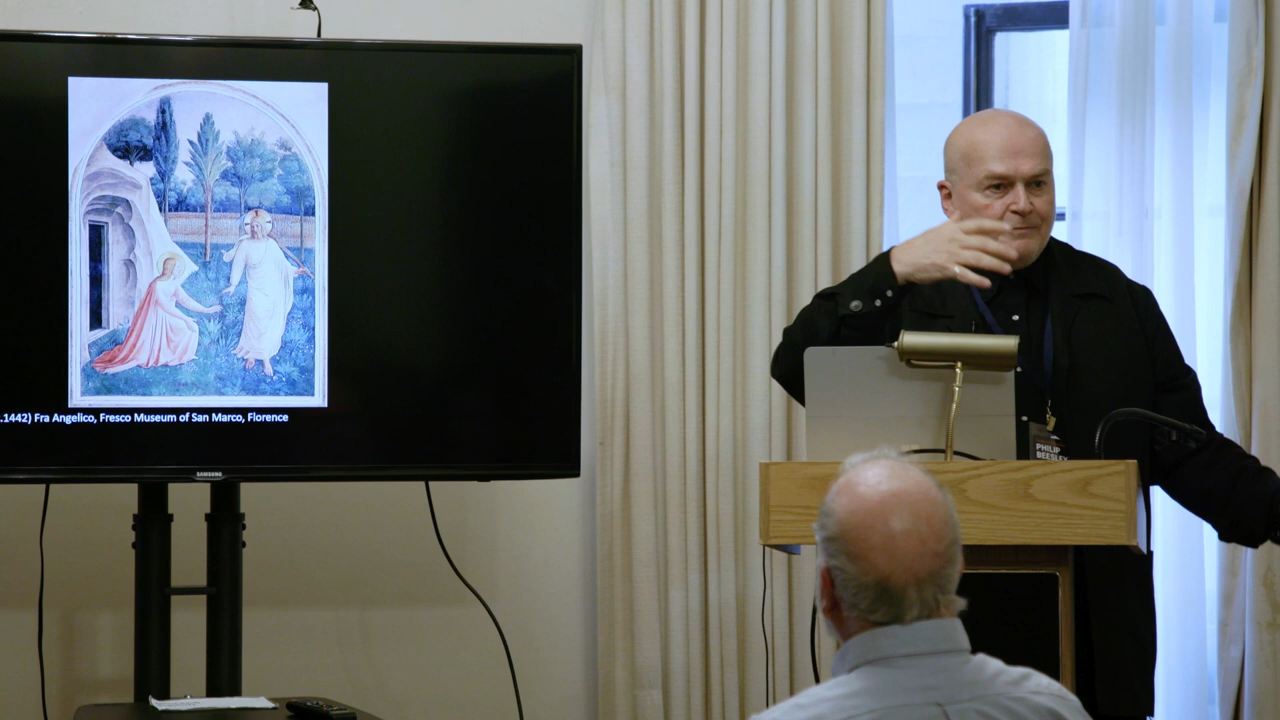 .1442) Fra Angelico, Fresco Museum of San Marco, Florence
SAMSUNG
PHILIP
BEESLEY